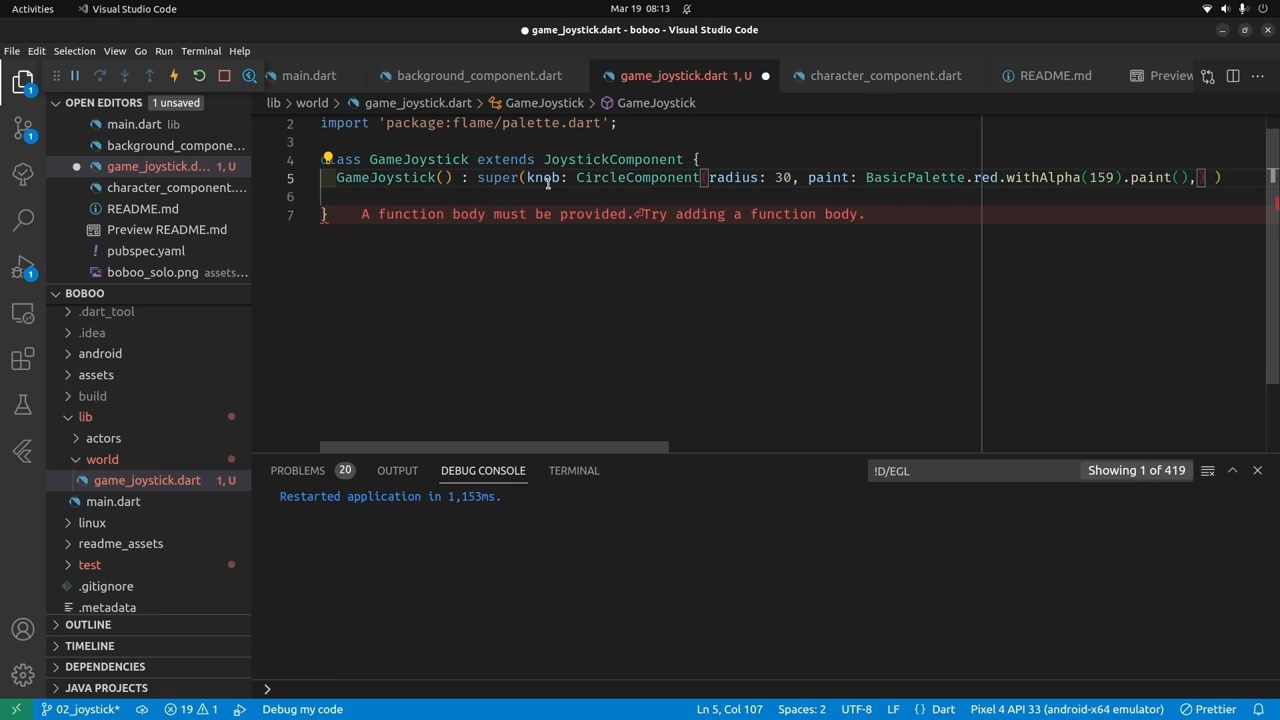 Activities
Visual Studio Code
Mar 19 08:13
game_joystick.dart - boboo - Visual Studio Code
File Edit Selection View Go Run Terminal Help
main.dart
background_component.dart
game_joystick.dart 1, U
character_component.dart
README.md
Preview
OPEN EDITORS 1 unsaved
lib > world > game_joystick.dart > GameJoystick > GameJoystick
main.dart lib
background_compone...
game_joystick.d... 1, U
character_component...
README.md
Preview README.md
pubspec.yaml
boboo_solo.png assets...
BOBOO
.dart_tool
.idea
android
assets
build
lib
actors
world
game_joystick.dart 1, U
main.dart
linux
readme_assets
test
.gitignore
.metadata
OUTLINE
TIMELINE
DEPENDENCIES
JAVA PROJECTS
1
1
1
2 import 'package:flame/palette.dart';
3
4 class GameJoystick extends JoystickComponent {
5 GameJoystick() : super(knob: CircleComponent(radius: 30, paint: BasicPalette.red.withAlpha(159).paint(),) )
6
7 } A function body must be provided.⏎Try adding a function body.
PROBLEMS 20 OUTPUT DEBUG CONSOLE TERMINAL
!D/EGL
Showing 1 of 419
Restarted application in 1,153ms.
>
02_joystick* 19 1 Debug my code
Ln 5, Col 107 Spaces: 2 UTF-8 LF {} Dart Pixel 4 API 33 (android-x64 emulator) Prettier